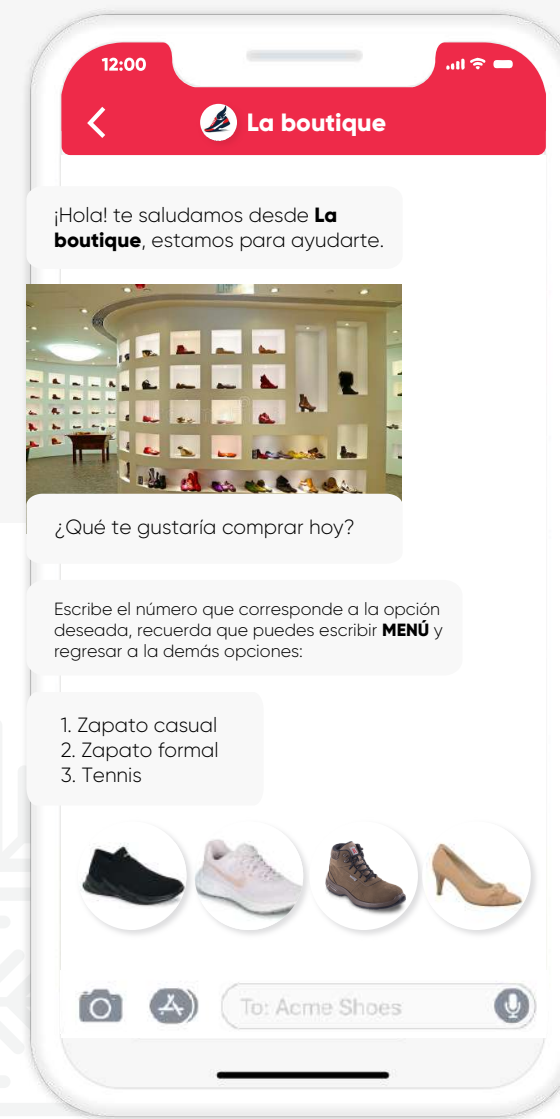 12:00
La boutique
¡Hola! te saludamos desde La
boutique, estamos para ayudarte.
¿Qué te gustaría comprar hoy?
Escribe el número que corresponde a la opción
deseada, recuerda que puedes escribir MENÚ y
regresar a la demás opciones:
1. Zapato casual
2. Zapato formal
3. Tennis
To: Acme Shoes